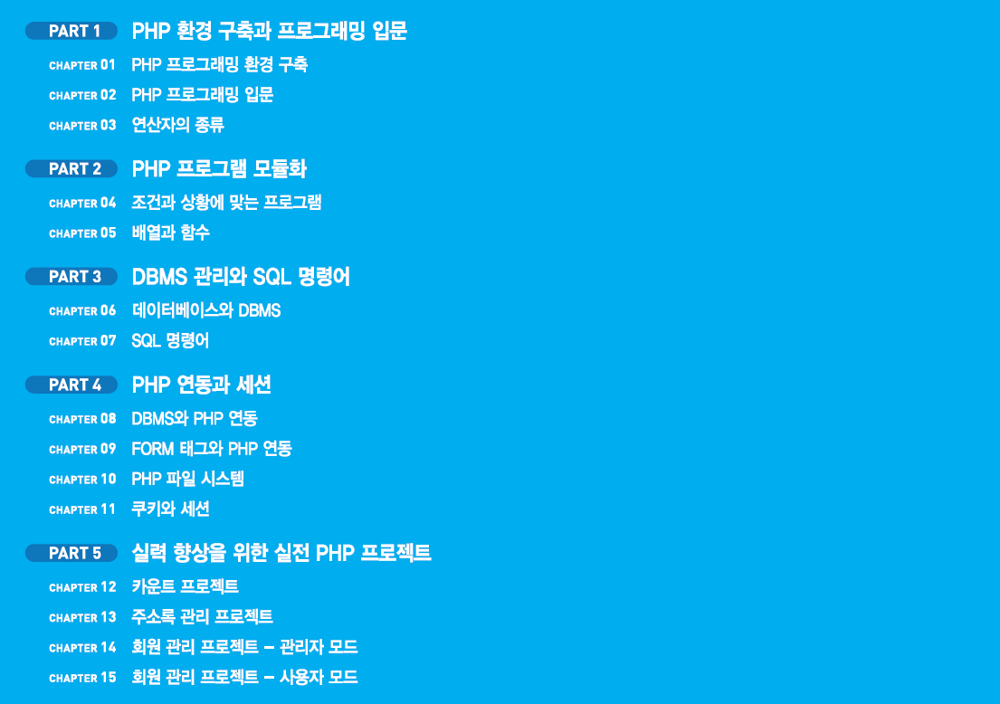 PART 1 PHP 환경 구축과 프로그래밍 입문
CHAPTER 01 PHP 프로그래밍 환경 구축
CHAPTER 02 PHP 프로그래밍 입문
CHAPTER 03 연산자의 종류
PART 2 PHP 프로그램 모듈화
CHAPTER 04 조건과 상황에 맞는 프로그램
CHAPTER 05 배열과 함수
PART 3 DBMS 관리와 SQL 명령어
CHAPTER 06 데이터베이스와 DBMS
CHAPTER 07 SQL 명령어
PART 4 PHP 연동과 세션
CHAPTER 08 DBMS와 PHP 연동
CHAPTER 09 FORM 태그와 PHP 연동
CHAPTER 10 PHP 파일 시스템
CHAPTER 11 쿠키와 세션
PART 5 실력 향상을 위한 실전 PHP 프로젝트
CHAPTER 12 카운트 프로젝트
CHAPTER 13 주소록 관리 프로젝트
CHAPTER 14 회원 관리 프로젝트 – 관리자 모드
CHAPTER 15 회원 관리 프로젝트 – 사용자 모드